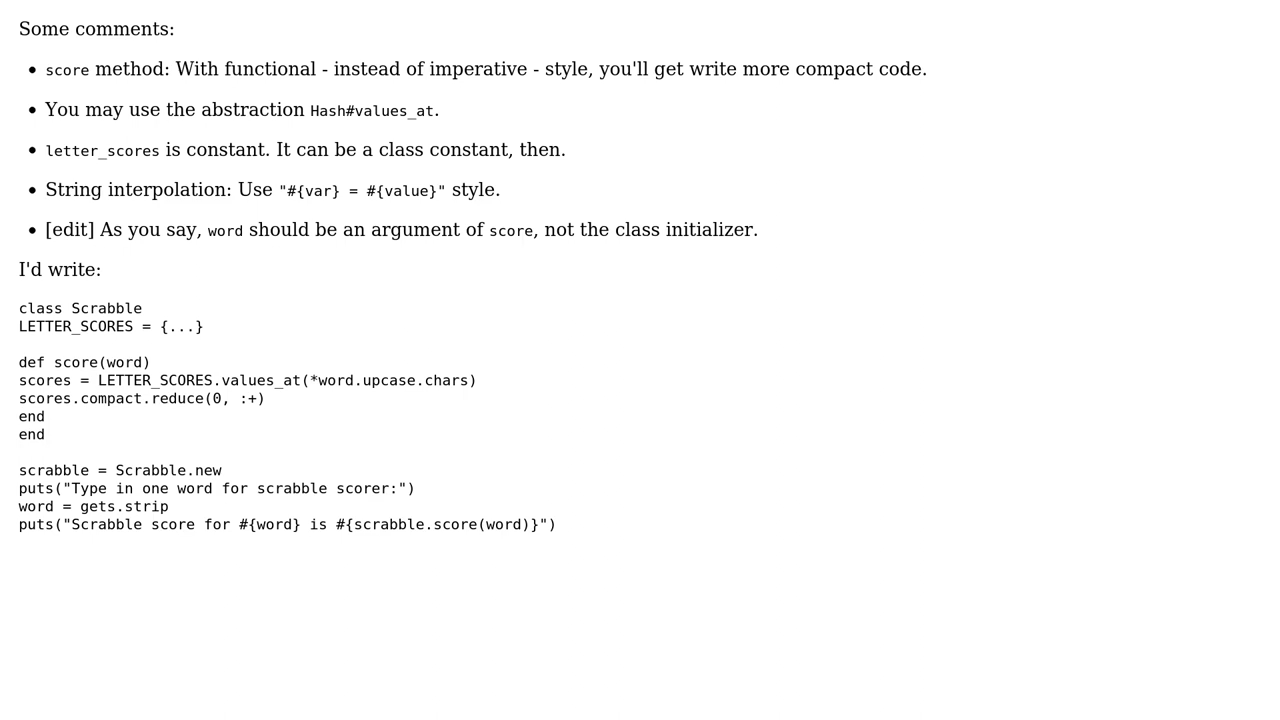 Some comments:
• score method: With functional - instead of imperative - style, you'll get write more compact code.
• You may use the abstraction Hash#values_at.
• letter_scores is constant. It can be a class constant, then.
• String interpolation: Use "#{var} = #{value}" style.
• [edit] As you say, word should be an argument of score, not the class initializer.
I'd write:
class Scrabble
LETTER_SCORES = {...}

def score(word)
scores = LETTER_SCORES.values_at(*word.upcase.chars)
scores.compact.reduce(0, :+)
end
end

scrabble = Scrabble.new
puts("Type in one word for scrabble scorer:")
word = gets.strip
puts("Scrabble score for #{word} is #{scrabble.score(word)}")